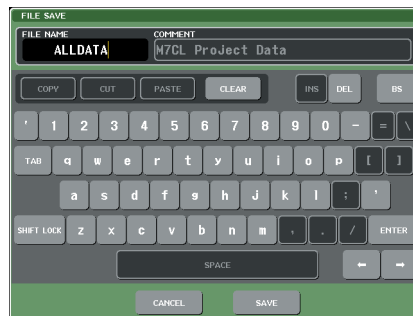 FILE SAVE
FILE NAME COMMENT
ALLDATA M7CL ProJect Data
COPY CUT PASTE CLEAR INS DEL BS
' 1 2 3 4 5 6 7 8 9 0 - = \
TAB q w e r t y u i o p [ ]
a s d f g h j k l ; '
SHIFT LOCK z x c v b n m , . / ENTER
SPACE ← →
CANCEL SAVE